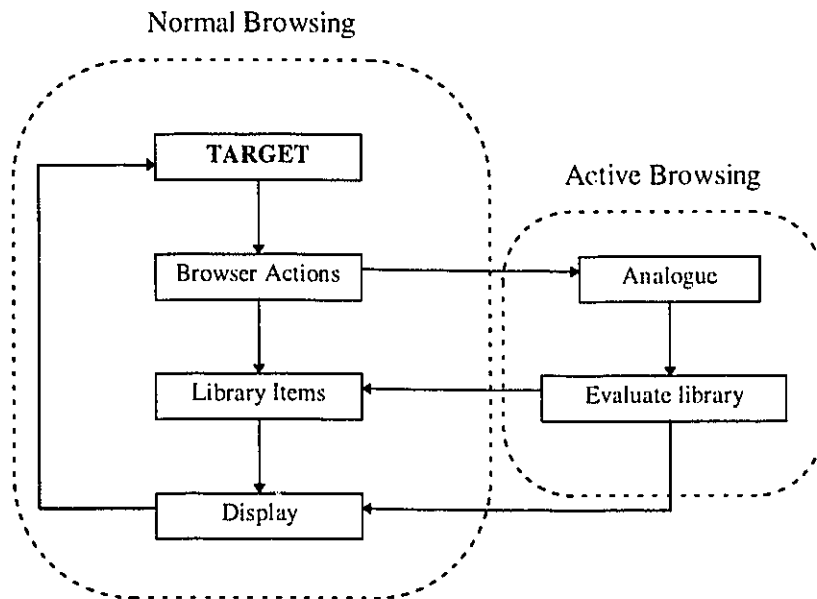 Normal Browsing
TARGET
Active Browsing
Browser Actions
Analogue
Library Items
Evaluate library
Display